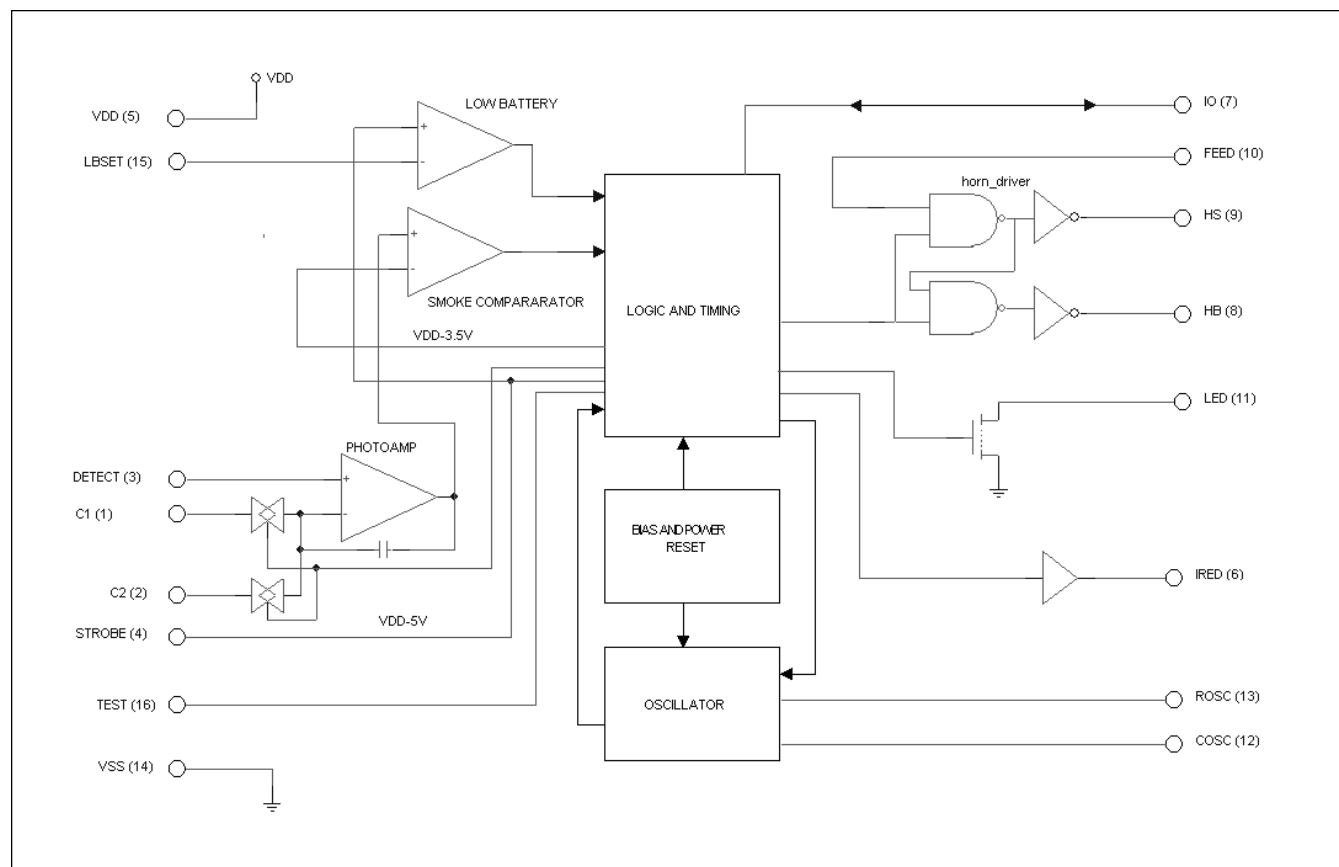 VDD
VDD (5)
LOW BATTERY
IO (7)
LBSET (15)
+
-
FEED (10)
horn_driver
HS (9)
+
-
SMOKE COMPARARATOR
LOGIC AND TIMING
HB (8)
VDD-3.5V
LED (11)
PHOTOAMP
DETECT (3)
+
C1 (1)
-
BIAS AND POWER
RESET
IRED (6)
C2 (2)
VDD-5V
STROBE (4)
TEST (16)
OSCILLATOR
ROSC (13)
COSC (12)
VSS (14)